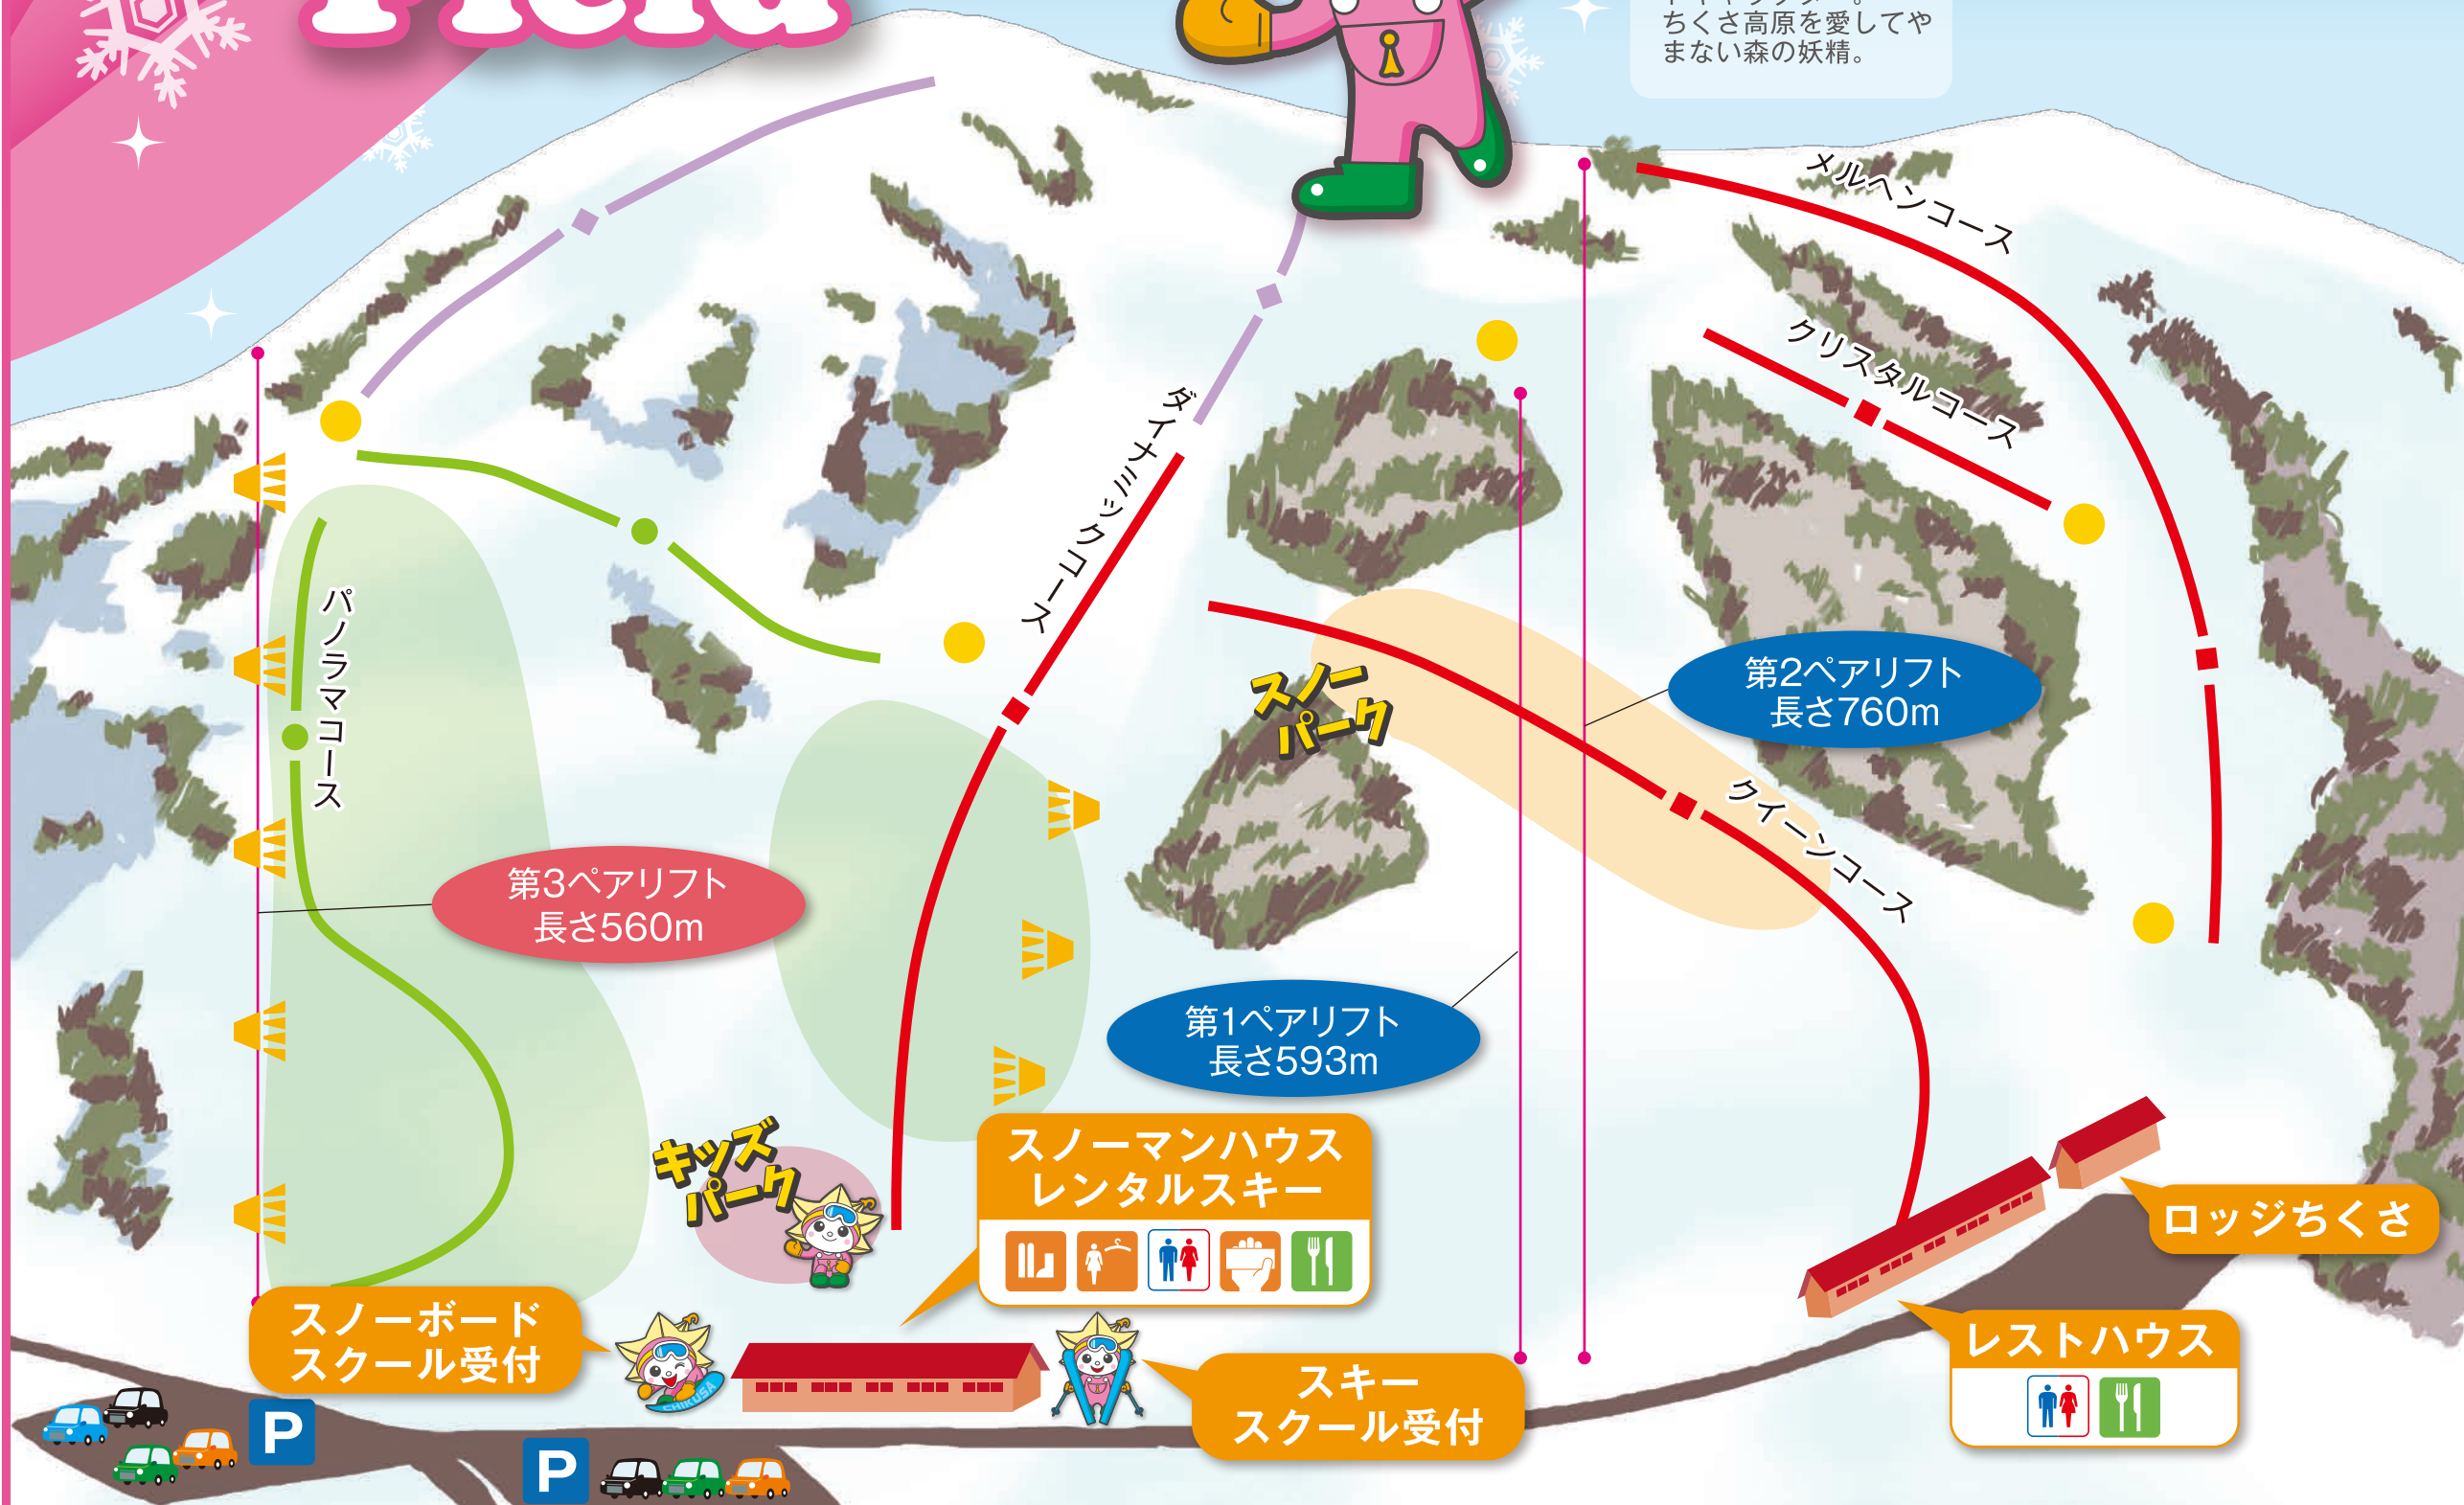 Field
ちくさ高原を愛してや
まない森の妖精。
メルヘンコース
クリスタルコース
ダイナミックコース
パノラマコース
スノー
パーク
第2ペアリフト
長さ760m
クイーンコース
第3ペアリフト
長さ560m
第1ペアリフト
長さ593m
キッズ
パーク
スノーマンハウス
レンタルスキー
ロッジちくさ
スノーボード
スクール受付
CHIKUSA
スキー
スクール受付
レストハウス
P
P